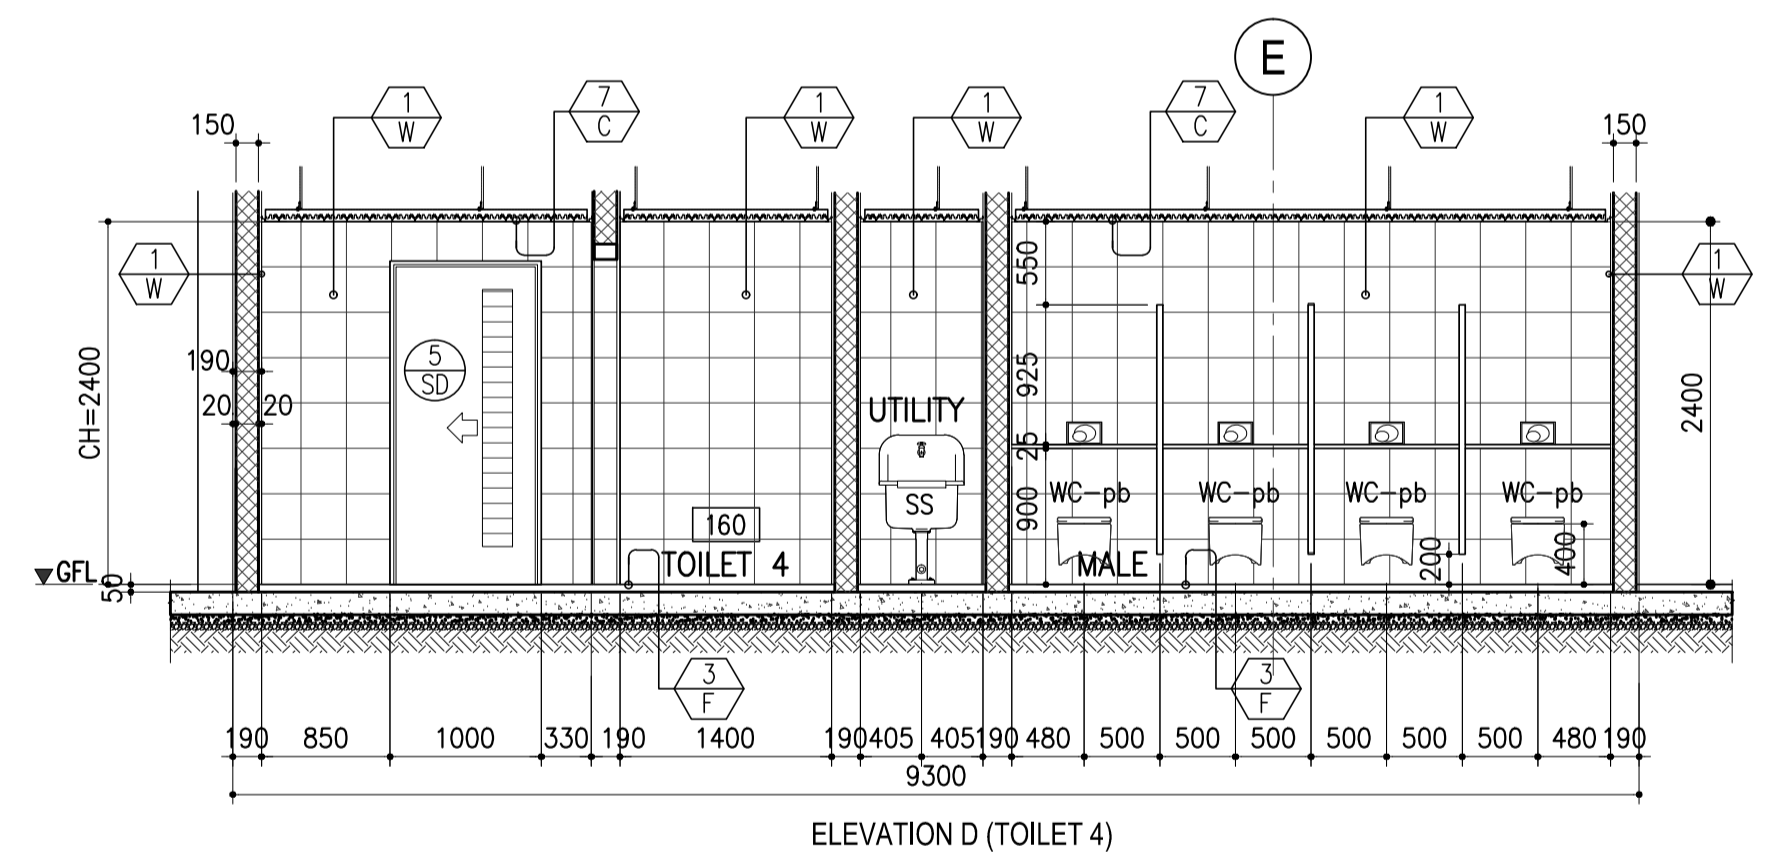 E
1
W
7
C
1
W
1
W
7
C
1
W
150
150
1
W
1
W
550
CH=2400
190
5
SD
925
2400
20
20
UTILITY
25
WC-pb
WC-pb
WC-pb
WC-pb
SS
900
160
GFL
TOILET 4
MALE
200
400
50
3
F
3
F
190
850
1000
330
190
1400
190
405
405
190
480
500
500
500
500
500
500
480
190
9300
ELEVATION D (TOILET 4)